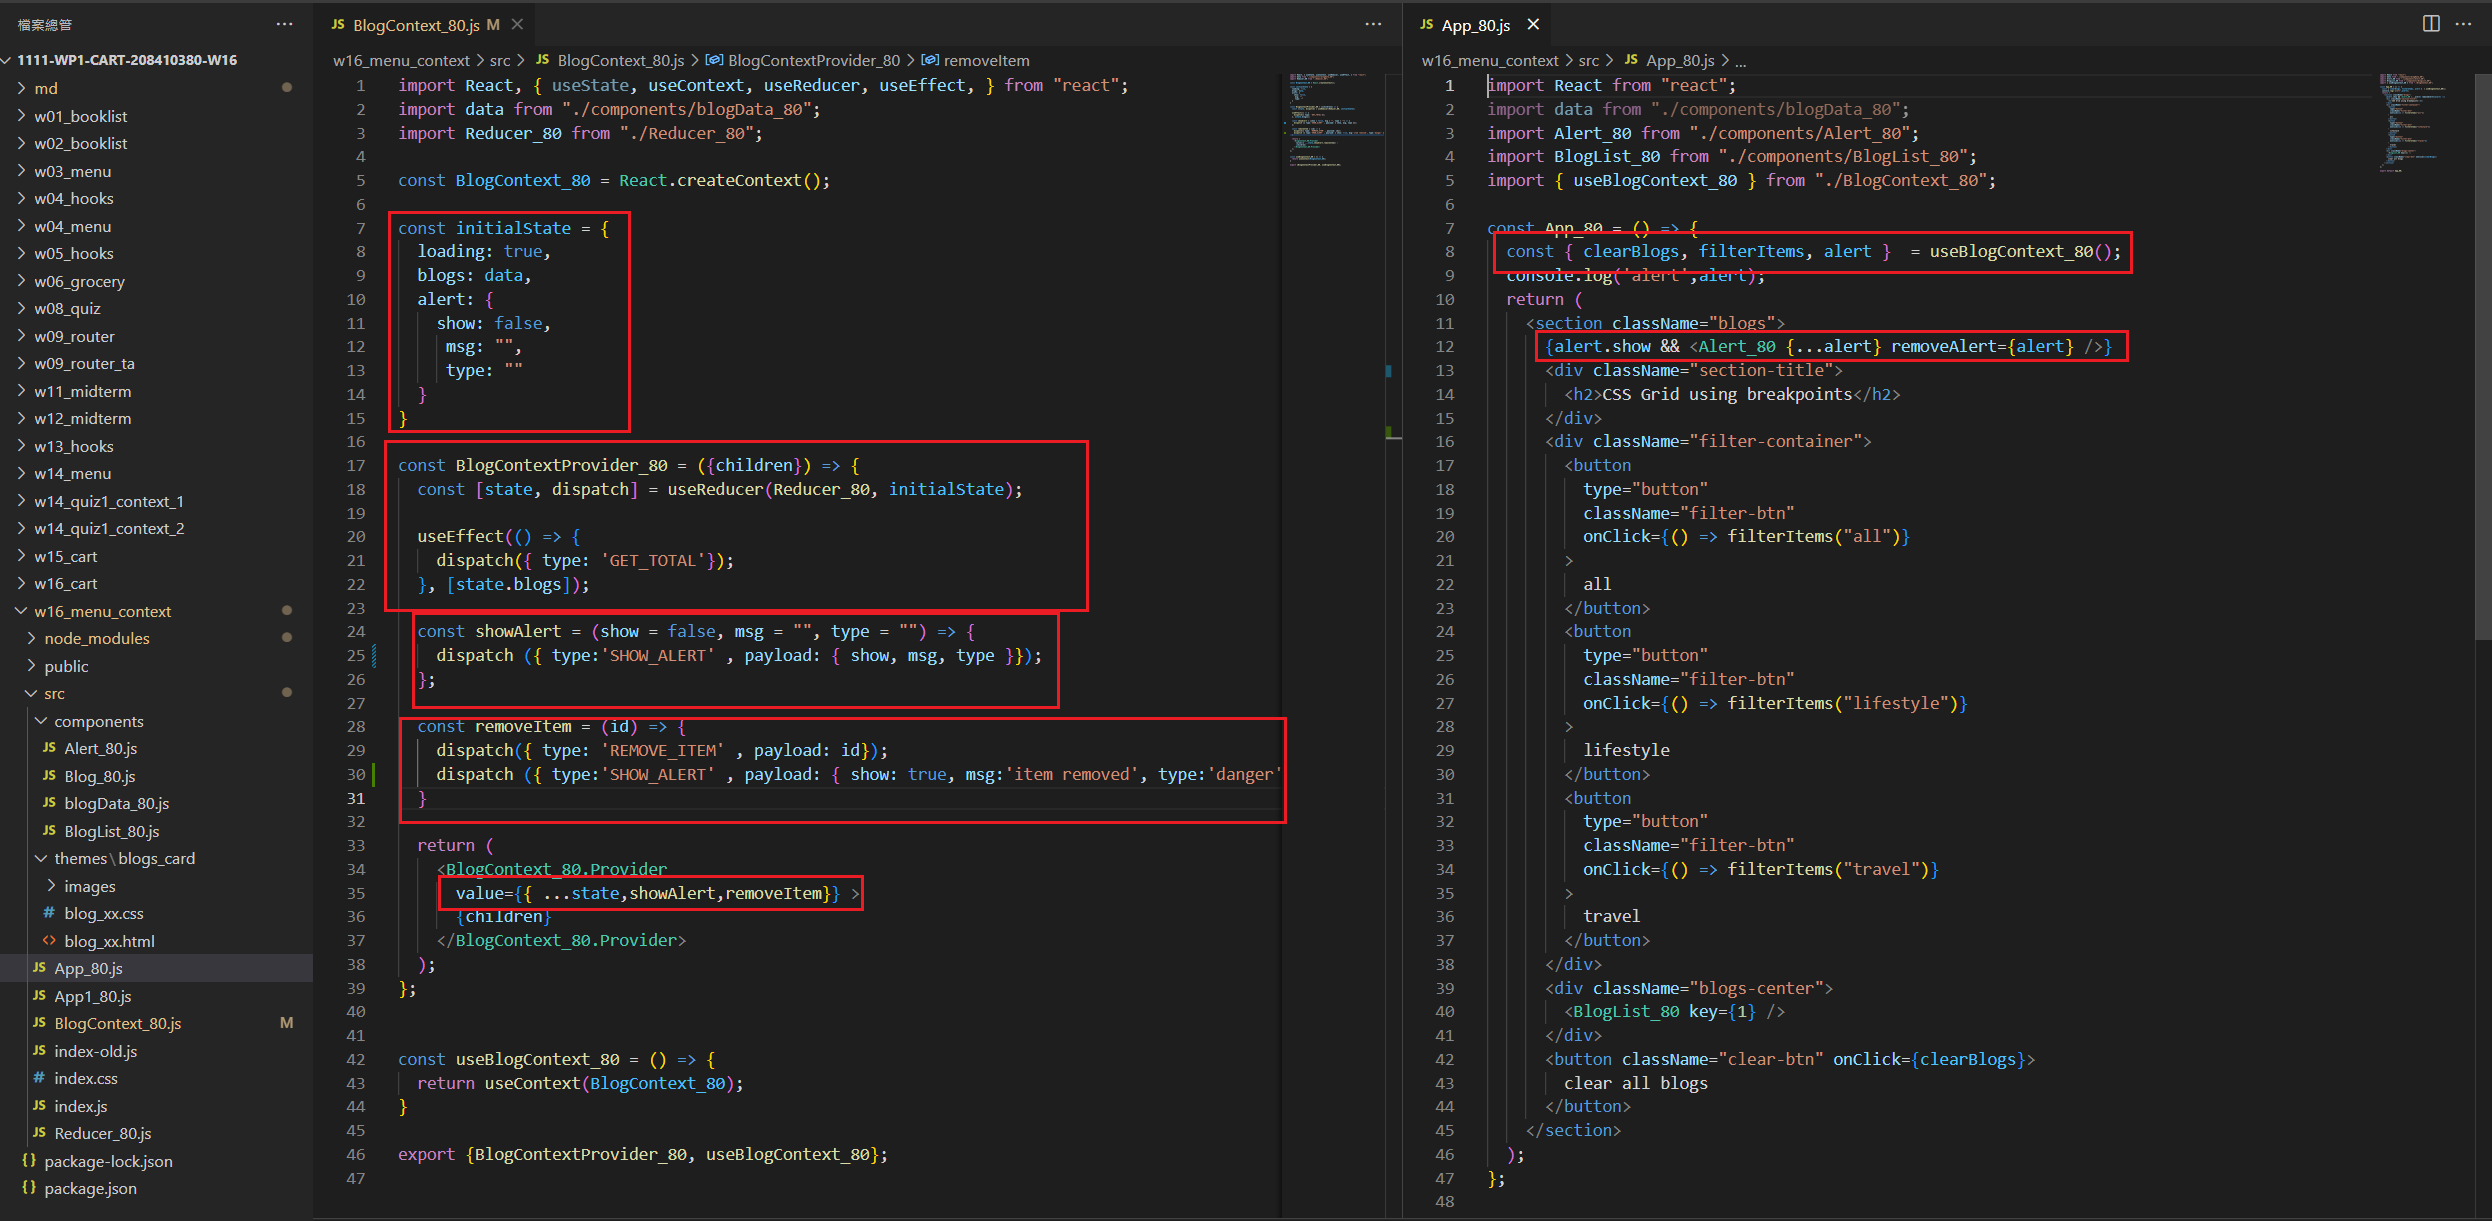 檔案總管
1111-WP1-CART-208410380-W16
md
w01_booklist
w02_booklist
w03_menu
w04_hooks
w04_menu
w05_hooks
w06_grocery
w08_quiz
w09_router
w09_router_ta
w11_midterm
w12_midterm
w13_hooks
w14_menu
w14_quiz1_context_1
w14_quiz1_context_2
w15_cart
w16_cart
w16_menu_context
node_modules
public
src
components
JS Alert_80.js
JS Blog_80.js
JS blogData_80.js
JS BlogList_80.js
themes\blogs_card
images
# blog_xx.css
<> blog_xx.html
JS App_80.js
JS App1_80.js
JS BlogContext_80.js M
JS index-old.js
# index.css
JS index.js
JS Reducer_80.js
{} package-lock.json
{} package.json
JS BlogContext_80.js M
w16_menu_context > src > JS BlogContext_80.js > BlogContextProvider_80 > removeItem
1 import React, { useState, useContext, useReducer, useEffect, } from "react";
2 import data from "./components/blogData_80";
3 import Reducer_80 from "./Reducer_80";
4
5 const BlogContext_80 = React.createContext();
6
7 const initialState = {
8 loading: true,
9 blogs: data,
10 alert: {
11 show: false,
12 msg: "",
13 type: ""
14 }
15 }
16
17 const BlogContextProvider_80 = ({children}) => {
18 const [state, dispatch] = useReducer(Reducer_80, initialState);
19
20 useEffect(() => {
21 dispatch({ type: 'GET_TOTAL'});
22 }, [state.blogs]);
23
24 const showAlert = (show = false, msg = "", type = "") => {
25 dispatch ({ type:'SHOW_ALERT' , payload: { show, msg, type }});
26 };
27
28 const removeItem = (id) => {
29 dispatch({ type: 'REMOVE_ITEM' , payload: id});
30 dispatch ({ type:'SHOW_ALERT' , payload: { show: true, msg:'item removed', type:'danger'
31 }
32
33 return (
34 <BlogContext_80.Provider
35 value={{ ...state,showAlert,removeItem}} >
36 {children}
37 </BlogContext_80.Provider>
38 );
39 };
40
41
42 const useBlogContext_80 = () => {
43 return useContext(BlogContext_80);
44 }
45
46 export {BlogContextProvider_80, useBlogContext_80};
47
JS App_80.js
w16_menu_context > src > JS App_80.js > ...
1 import React from "react";
2 import data from "./components/blogData_80";
3 import Alert_80 from "./components/Alert_80";
4 import BlogList_80 from "./components/BlogList_80";
5 import { useBlogContext_80 } from "./BlogContext_80";
6
7 const App_80 = () => {
8 const { clearBlogs, filterItems, alert } = useBlogContext_80();
9 console.log('alert',alert);
10 return (
11 <section className="blogs">
12 {alert.show && <Alert_80 {...alert} removeAlert={alert} />}
13 <div className="section-title">
14 <h2>CSS Grid using breakpoints</h2>
15 </div>
16 <div className="filter-container">
17 <button
18 type="button"
19 className="filter-btn"
20 onClick={() => filterItems("all")}
21 >
22 all
23 </button>
24 <button
25 type="button"
26 className="filter-btn"
27 onClick={() => filterItems("lifestyle")}
28 >
29 lifestyle
30 </button>
31 <button
32 type="button"
33 className="filter-btn"
34 onClick={() => filterItems("travel")}
35 >
36 travel
37 </button>
38 </div>
39 <div className="blogs-center">
40 <BlogList_80 key={1} />
41 </div>
42 <button className="clear-btn" onClick={clearBlogs}>
43 clear all blogs
44 </button>
45 </section>
46 );
47 };
48